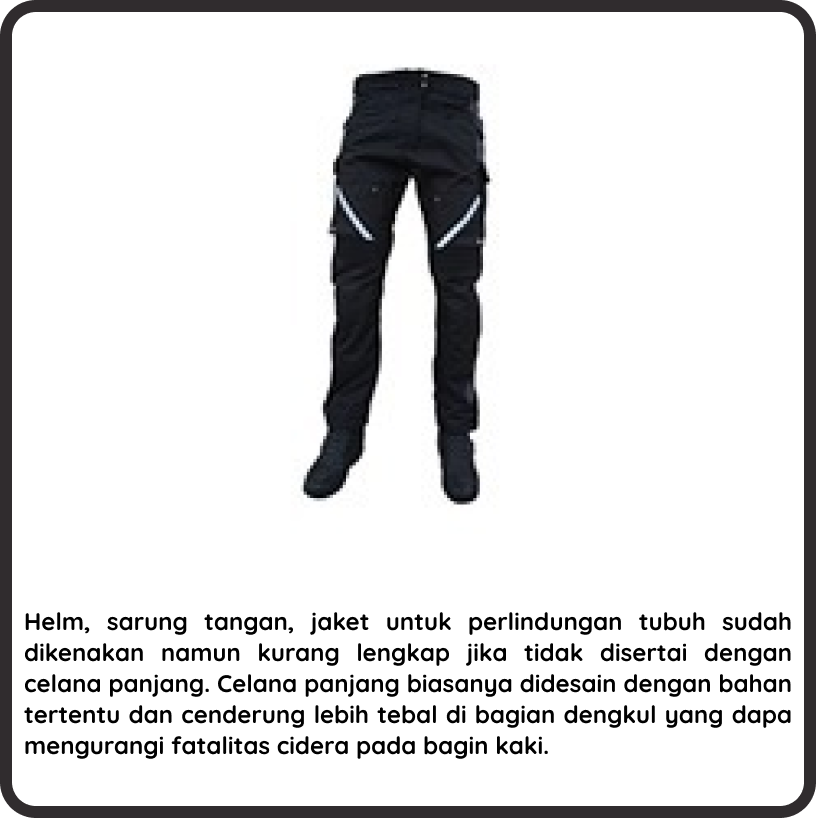 Helm, sarung tangan, jaket untuk perlindungan tubuh sudah
dikenakan namun kurang lengkap jika tidak disertai dengan
celana panjang. Celana panjang biasanya didesain dengan bahan
tertentu dan cenderung lebih tebal di bagian dengkul yang dapa
mengurangi fatalitas cidera pada bagin kaki.